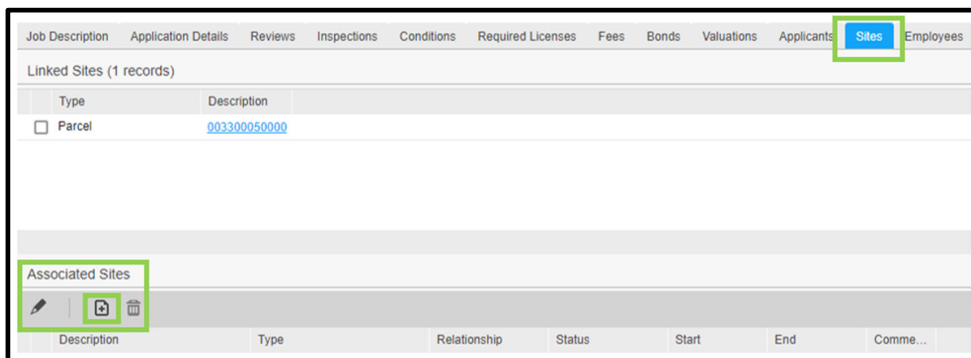 Job Description Application Details Reviews Inspections Conditions Required Licenses Fees Bonds Valuations Applicants Sites Employees
Linked Sites (1 records)
Type Description
Parcel 003300050000
Associated Sites
Description Type Relationship Status Start End Comme...